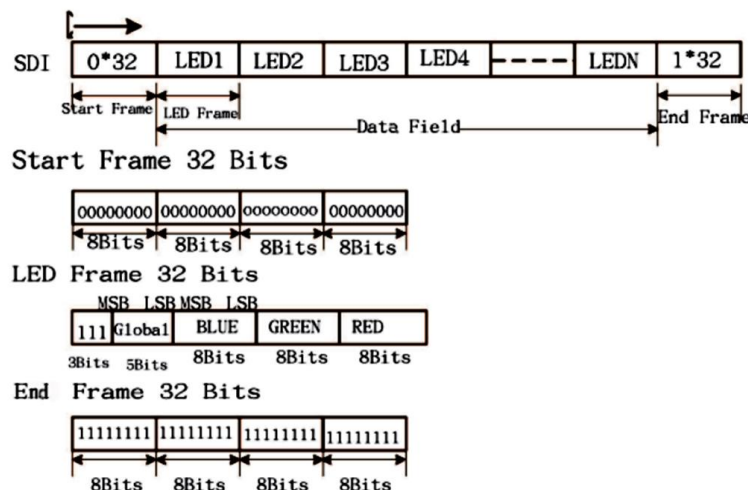 SDI 0*32 LED1 LED2 LED3 LED4 LEDN 1*32
Start Frame LED Frame Data Field End Frame
Start Frame 32 Bits
00000000 00000000 00000000 00000000
8Bits 8Bits 8Bits 8Bits
LED Frame 32 Bits
MSB LSB MSB LSB
111 Global BLUE GREEN RED
3Bits 5Bits 8Bits 8Bits 8Bits
End Frame 32 Bits
11111111 11111111 11111111 11111111
8Bits 8Bits 8Bits 8Bits